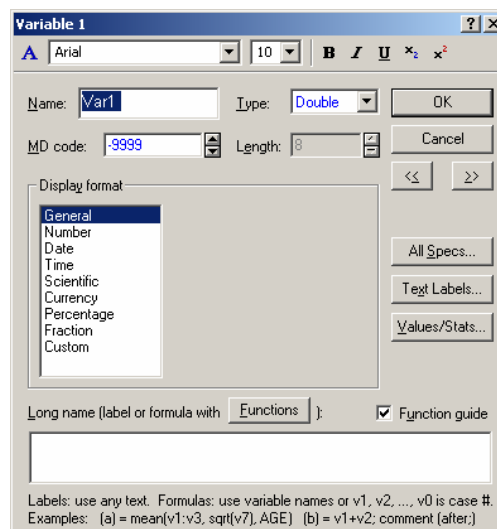 Variable 1 ? ×
A Arial 10 B I U x₂ x²
Name: Var1 Type: Double OK
MD code: -9999 Length: 8 Cancel
<< >>
Display format
General
Number
Date
Time
Scientific
Currency
Percentage
Fraction
Custom
All Specs...
Text Labels...
Values/Stats...
Long name (label or formula with Functions ): Function guide
Labels: use any text. Formulas: use variable names or v1, v2, ..., v0 is case #.
Examples: (a) = mean(v1:v3, sqrt(v7), AGE) (b) = v1+v2; comment (after;)